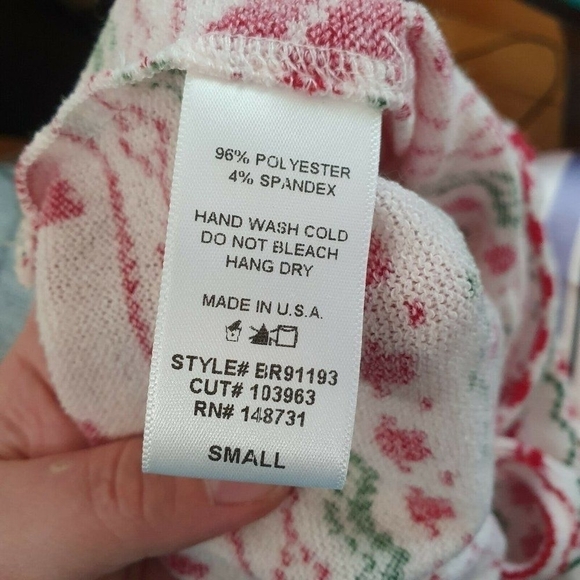 96% POLYESTER
4% SPANDEX
HAND WASH COLD
DO NOT BLEACH
HANG DRY
MADE IN U.S.A.
STYLE# BR91193
CUT# 103963
RN# 148731
SMALL